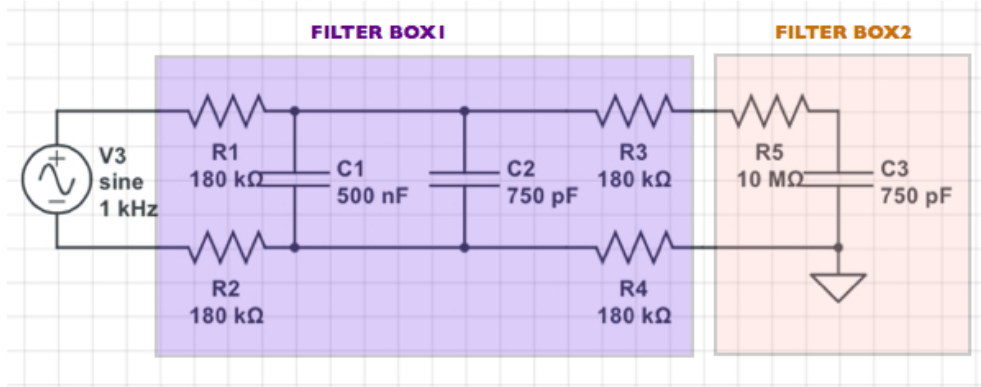 FILTER BOX1
FILTER BOX2
+
−
V3
sine
1 kHz
R1
180 kΩ
C1
500 nF
C2
750 pF
R3
180 kΩ
R5
10 MΩ
C3
750 pF
R2
180 kΩ
R4
180 kΩ